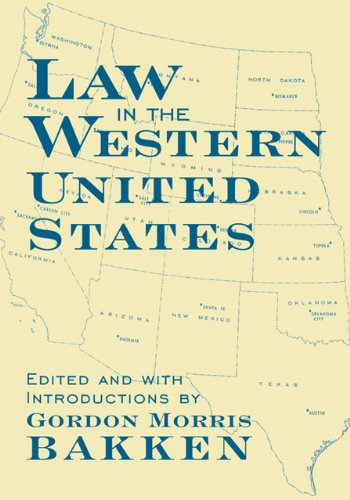 WASHINGTON
OLYMPIA
MONTANA
NORTH DAKOTA
BISMARCK
OREGON
LAW
IN THE
WESTERN
UNITED
STATES
WYOMING
NEBRASKA
LINCOLN
NEVADA
CARSON CITY
SACRAMENTO
UTAH
TOPEKA
KANSAS
CALIFORNIA
ARIZONA
PHOENIX
SANTA FE
NEW MEXICO
OKLAHOMA
OKLAHOMA
CITY
TEXAS
AUSTIN
EDITED AND WITH
INTRODUCTIONS BY
GORDON MORRIS
BAKKEN